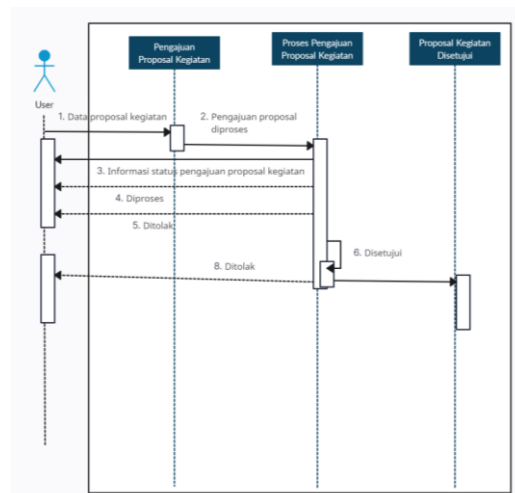 Pengajuan
Proposal Kegiatan
Proses Pengajuan
Proposal Kegiatan
Proposal Kegiatan
Disetujui
User
1. Data proposal kegiatan
2. Pengajuan proposal
diproses
3. Informasi status pengajuan proposal kegiatan
4. Diproses
5. Ditolak
6. Disetujui
8. Ditolak